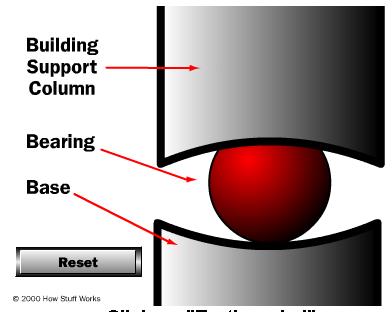 Building
Support
Column
Bearing
Base
Reset
© 2000 How Stuff Works